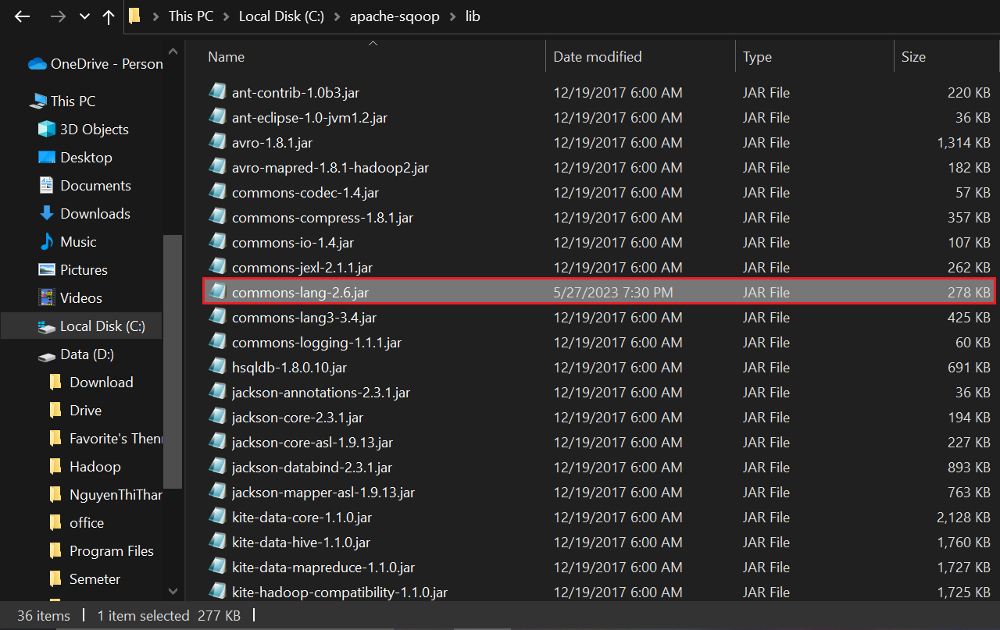 This PC > Local Disk (C:) > apache-sqoop > lib
OneDrive - Person
This PC
3D Objects
Desktop
Documents
Downloads
Music
Pictures
Videos
Local Disk (C:)
Data (D:)
Download
Drive
Favorite's Then
Hadoop
NguyenThiThar
office
Program Files
Semeter
Name Date modified Type Size
ant-contrib-1.0b3.jar 12/19/2017 6:00 AM JAR File 220 KB
ant-eclipse-1.0-jvm1.2.jar 12/19/2017 6:00 AM JAR File 36 KB
avro-1.8.1.jar 12/19/2017 6:00 AM JAR File 1,314 KB
avro-mapred-1.8.1-hadoop2.jar 12/19/2017 6:00 AM JAR File 182 KB
commons-codec-1.4.jar 12/19/2017 6:00 AM JAR File 57 KB
commons-compress-1.8.1.jar 12/19/2017 6:00 AM JAR File 357 KB
commons-io-1.4.jar 12/19/2017 6:00 AM JAR File 107 KB
commons-jexl-2.1.1.jar 12/19/2017 6:00 AM JAR File 262 KB
commons-lang-2.6.jar 5/27/2023 7:30 PM JAR File 278 KB
commons-lang3-3.4.jar 12/19/2017 6:00 AM JAR File 425 KB
commons-logging-1.1.1.jar 12/19/2017 6:00 AM JAR File 60 KB
hsqldb-1.8.0.10.jar 12/19/2017 6:00 AM JAR File 691 KB
jackson-annotations-2.3.1.jar 12/19/2017 6:00 AM JAR File 36 KB
jackson-core-2.3.1.jar 12/19/2017 6:00 AM JAR File 194 KB
jackson-core-asl-1.9.13.jar 12/19/2017 6:00 AM JAR File 227 KB
jackson-databind-2.3.1.jar 12/19/2017 6:00 AM JAR File 893 KB
jackson-mapper-asl-1.9.13.jar 12/19/2017 6:00 AM JAR File 763 KB
kite-data-core-1.1.0.jar 12/19/2017 6:00 AM JAR File 2,128 KB
kite-data-hive-1.1.0.jar 12/19/2017 6:00 AM JAR File 1,760 KB
kite-data-mapreduce-1.1.0.jar 12/19/2017 6:00 AM JAR File 1,727 KB
kite-hadoop-compatibility-1.1.0.jar 12/19/2017 6:00 AM JAR File 1,725 KB
36 items | 1 item selected 277 KB |